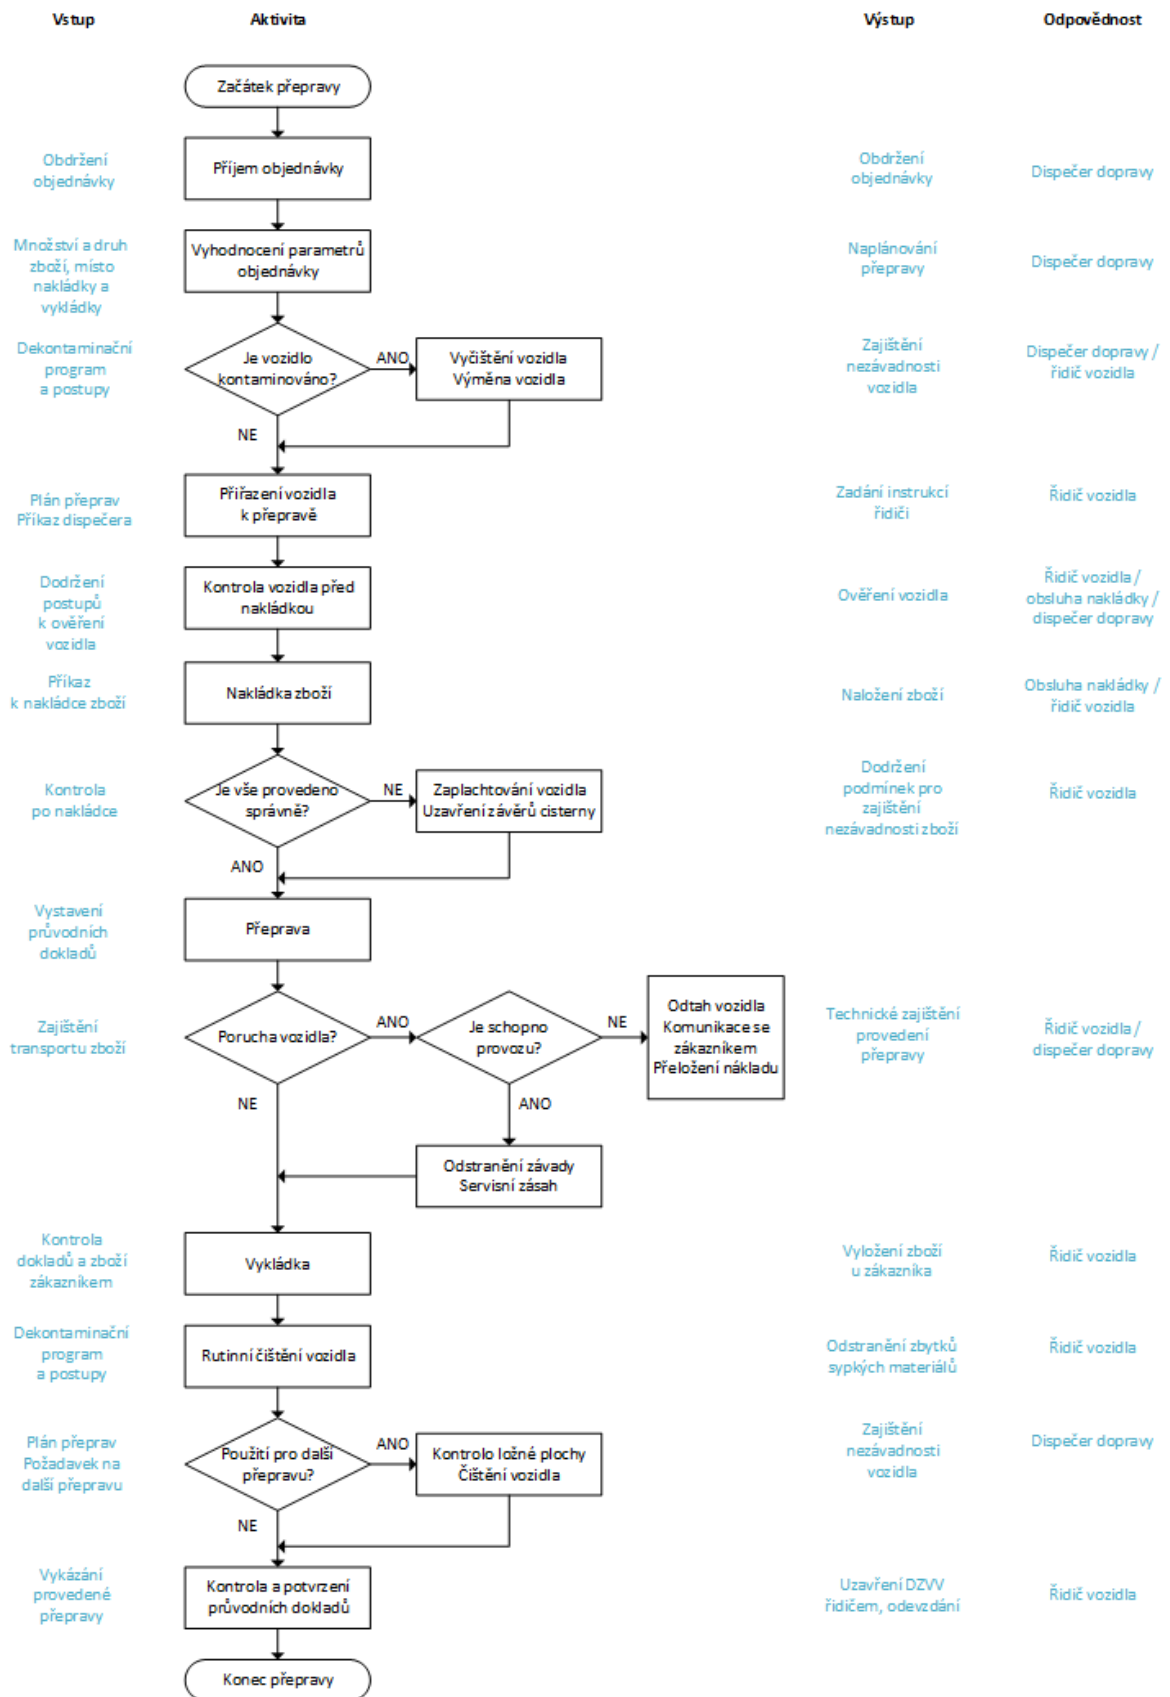 Vstup
Aktivita
Výstup
Odpovědnost
Začátek přepravy
Obdržení
objednávky
Příjem objednávky
Obdržení
objednávky
Dispečer dopravy
Množství a druh
zboží, místo
nakládky a
vykládky
Vyhodnocení parametrů
objednávky
Naplánování
přepravy
Dispečer dopravy
Dekontaminační
program
a postupy
Je vozidlo
kontaminováno?
ANO
Vyčištění vozidla
Výměna vozidla
NE
Zajištění
nezávadnosti
vozidla
Dispečer dopravy /
řidič vozidla
Plán přeprav
Příkaz dispečera
Přiřazení vozidla
k přepravě
Zadání instrukcí
řidiči
Řidič vozidla
Dodržení
postupů
k ověření
vozidla
Kontrola vozidla před
nakládkou
Ověření vozidla
Řidič vozidla /
obsluha nakládky /
dispečer dopravy
Příkaz
k nakládce zboží
Nakládka zboží
Naložení zboží
Obsluha nakládky /
řidič vozidla
Kontrola
po nakládce
Je vše provedeno
správně?
NE
Zaplachtování vozidla
Uzavření závěrů cisterny
ANO
Dodržení
podmínek pro
zajištění
nezávadnosti zboží
Řidič vozidla
Vystavení
průvodních
dokladů
Přeprava
Zajištění
transportu zboží
Porucha vozidla?
ANO
Je schopno
provozu?
NE
Odtah vozidla
Komunikace se
zákazníkem
Přeložení nákladu
NE
ANO
Odstranění závady
Servisní zásah
Technické zajištění
provedení
přepravy
Řidič vozidla /
dispečer dopravy
Kontrola
dokladů a zboží
zákazníkem
Vykládka
Vyložení zboží
u zákazníka
Řidič vozidla
Dekontaminační
program
a postupy
Rutinní čištění vozidla
Odstranění zbytků
sypkých materiálů
Řidič vozidla
Plán přeprav
Požadavek na
další přepravu
Použití pro další
přepravu?
ANO
Kontrolo ložné plochy
Čištění vozidla
NE
Zajištění
nezávadnosti
vozidla
Dispečer dopravy
Vykázání
provedené
přepravy
Kontrola a potvrzení
průvodních dokladů
Uzavření DZVV
řidičem, odevzdání
Řidič vozidla
Konec přepravy